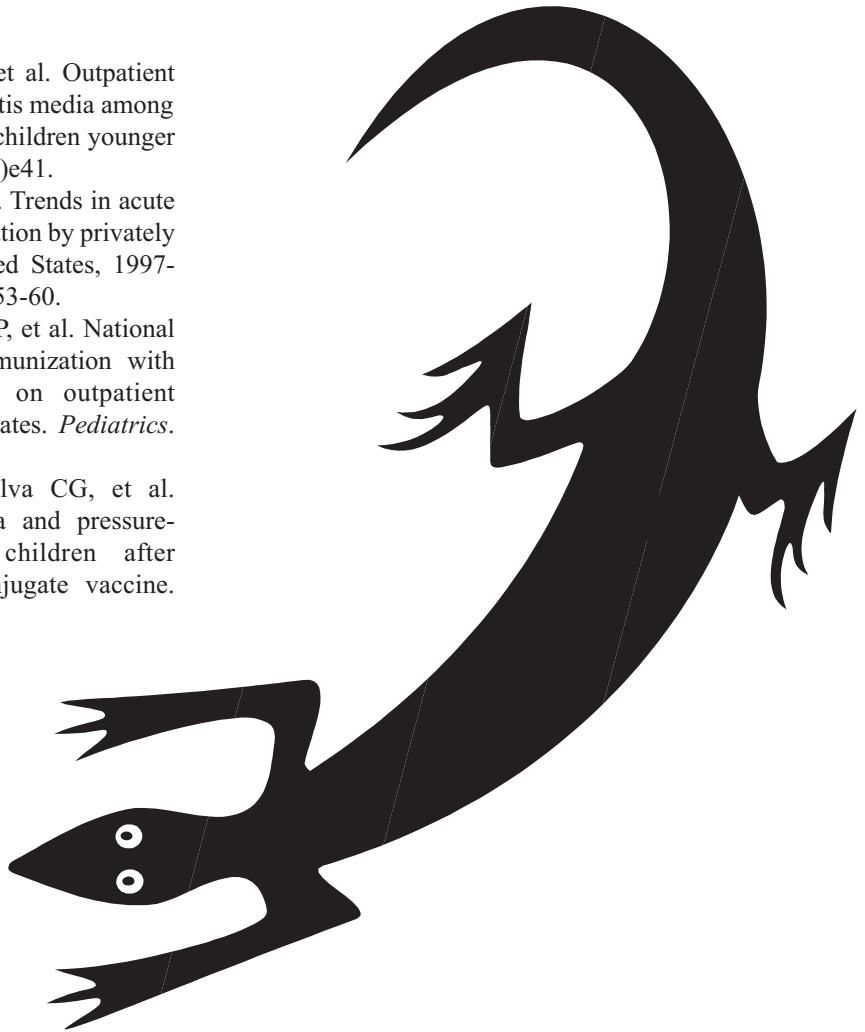 et al. Outpatient
tis media among
children younger
)e41.
. Trends in acute
tion by privately
ed States, 1997-
53-60.
P, et al. National
munization with
on outpatient
ates. Pediatrics.
lva CG, et al.
a and pressure-
children after
njugate vaccine.